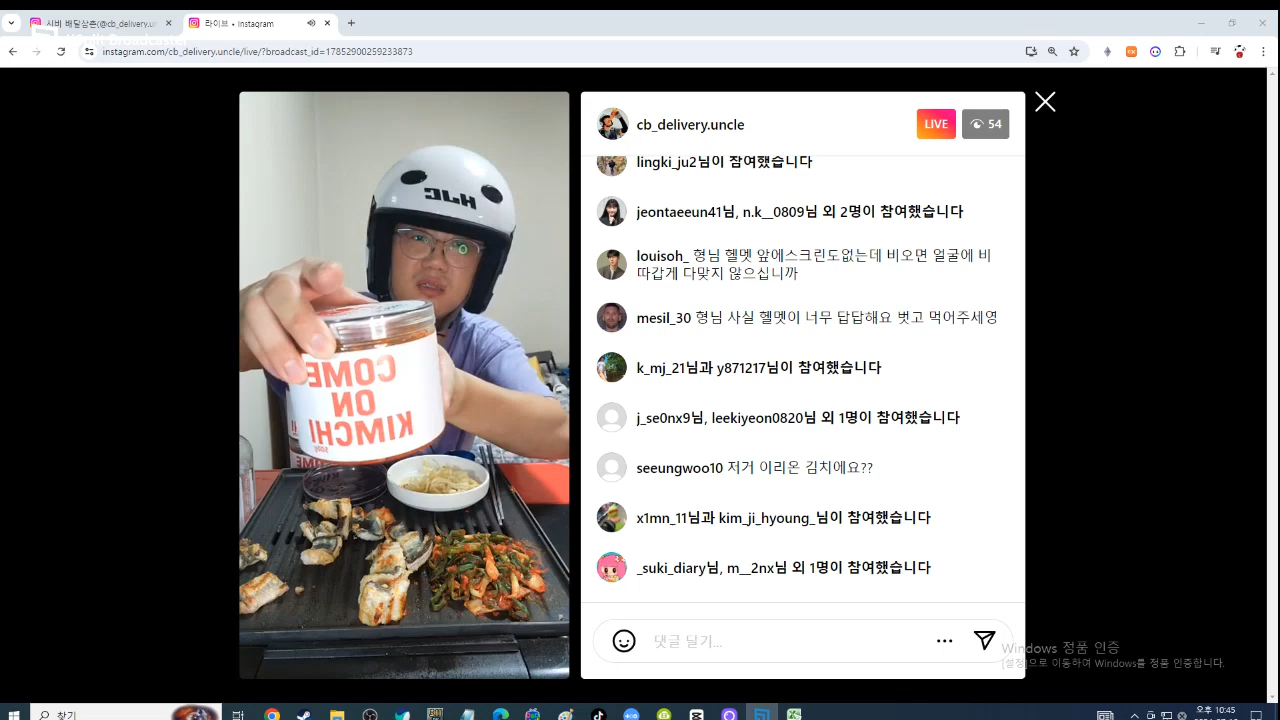 시바 배달삼촌(@cb_delivery.un
라이브 • Instagram
instagram.com/cb_delivery.uncle/live/?broadcast_id=17852900259233873
cb_delivery.uncle
LIVE
54
lingki_ju2님이 참여했습니다
jeontaeeun41님, n.k__0809님 외 2명이 참여했습니다
louisoh_ 형님 헬멧 앞에스크린도없는데 비오면 얼굴에 비
따갑게 다맞지 않으십니까
mesil_30 형님 사실 헬멧이 너무 답답해요 벗고 먹어주세영
k_mj_21님과 y871217님이 참여했습니다
j_se0nx9님, leekiyeon0820님 외 1명이 참여했습니다
seeungwoo10 저거 이리온 김치에요??
x1mn_11님과 kim_ji_hyoung_님이 참여했습니다
_suki_diary님, m__2nx님 외 1명이 참여했습니다
댓글 달기...
HJC
COME
ON
KIMCHI
500g
Windows 정품 인증
[설정]으로 이동하여 Windows를 정품 인증합니다.
찾기
오후 10:45